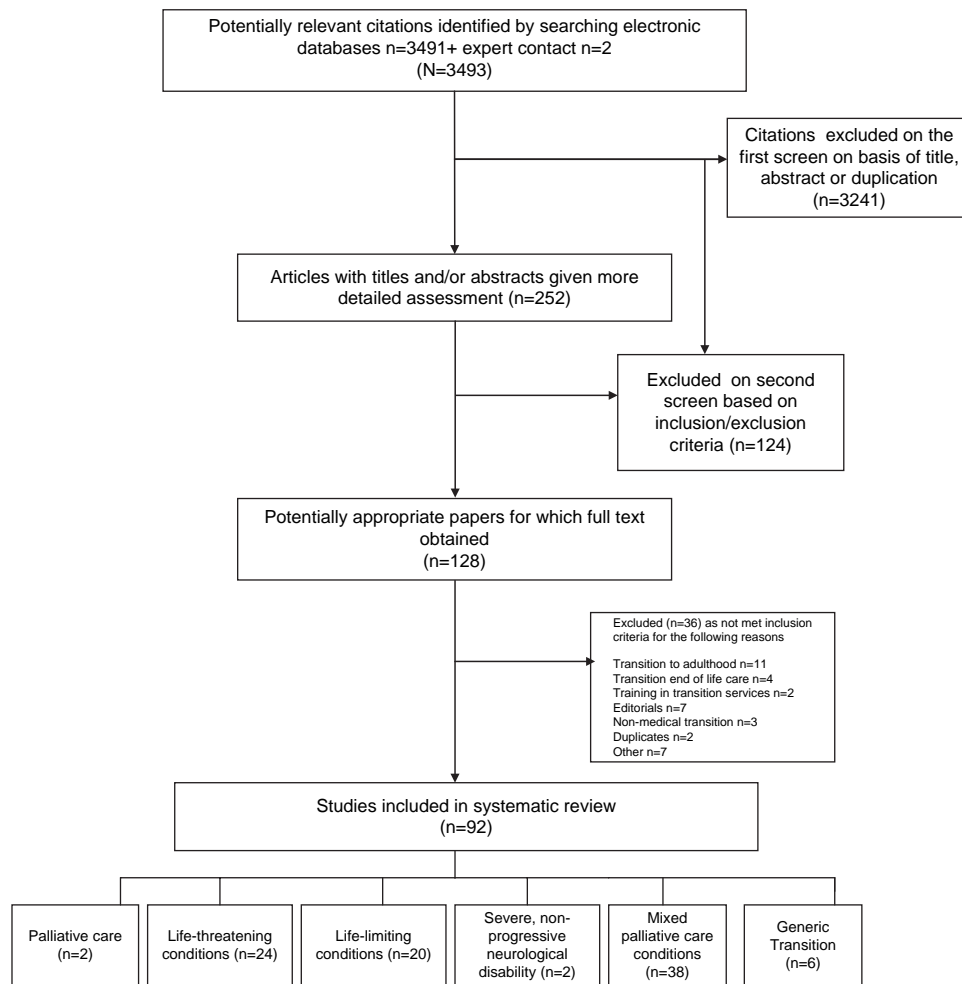 Potentially relevant citations identified by searching electronic
databases n=3491+ expert contact n=2
(N=3493)
Citations excluded on the
first screen on basis of title,
abstract or duplication
(n=3241)
Articles with titles and/or abstracts given more
detailed assessment (n=252)
Excluded on second
screen based on
inclusion/exclusion
criteria (n=124)
Potentially appropriate papers for which full text
obtained
(n=128)
Excluded (n=36) as not met inclusion
criteria for the following reasons
Transition to adulthood n=11
Transition end of life care n=4
Training in transition services n=2
Editorials n=7
Non-medical transition n=3
Duplicates n=2
Other n=7
Studies included in systematic review
(n=92)
Palliative care
(n=2)
Life-threatening
conditions (n=24)
Life-limiting
conditions (n=20)
Severe, non-
progressive
neurological
disability (n=2)
Mixed
palliative care
conditions
(n=38)
Generic
Transition
(n=6)